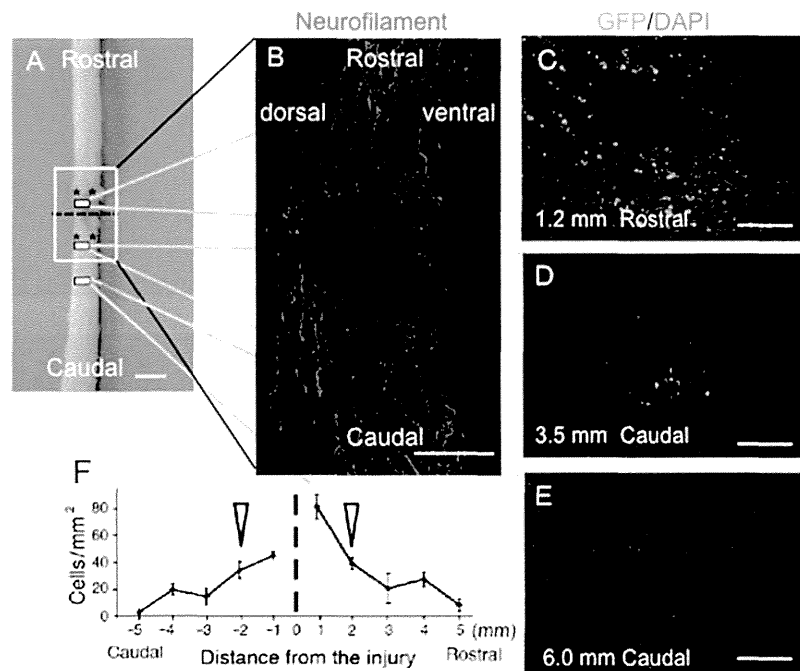 Neurofilament
GFP/DAPI
A
Rostral
Caudal
B
Rostral
dorsal
ventral
Caudal
C
1.2 mm Rostral
D
3.5 mm Caudal
E
6.0 mm Caudal
F
Cells/mm²
80
60
40
20
0
-5 -4 -3 -2 -1 0 1 2 3 4 5 (mm)
Caudal Distance from the injury Rostral